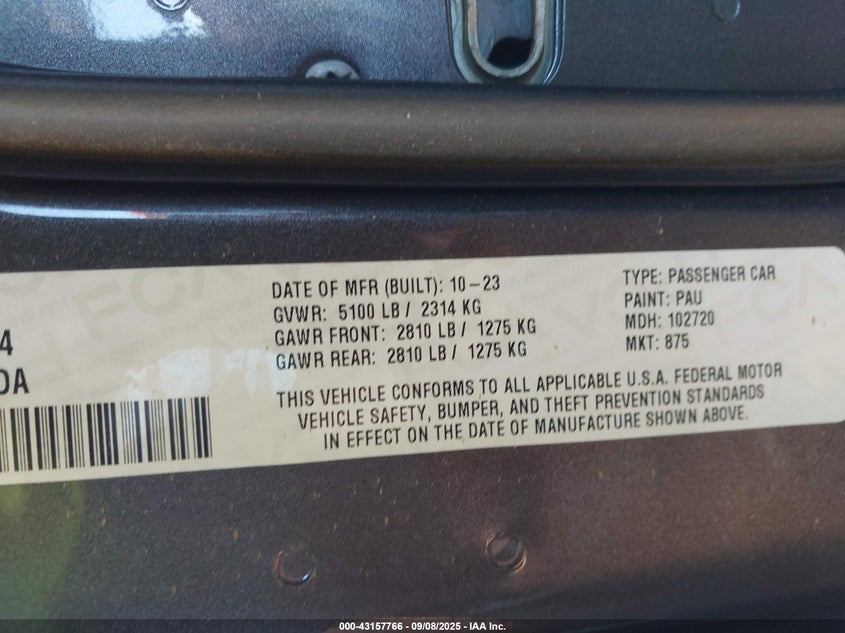 4
DA
DATE OF MFR (BUILT): 10-23
GVWR: 5100 LB / 2314 KG
GAWR FRONT: 2810 LB / 1275 KG
GAWR REAR: 2810 LB / 1275 KG
TYPE: PASSENGER CAR
PAINT: PAU
MDH: 102720
MKT: 875
THIS VEHICLE CONFORMS TO ALL APPLICABLE U.S.A. FEDERAL MOTOR
VEHICLE SAFETY, BUMPER, AND THEFT PREVENTION STANDARDS
IN EFFECT ON THE DATE OF MANUFACTURE SHOWN ABOVE.
000-43157766 - 09/08/2025 - IAA Inc.